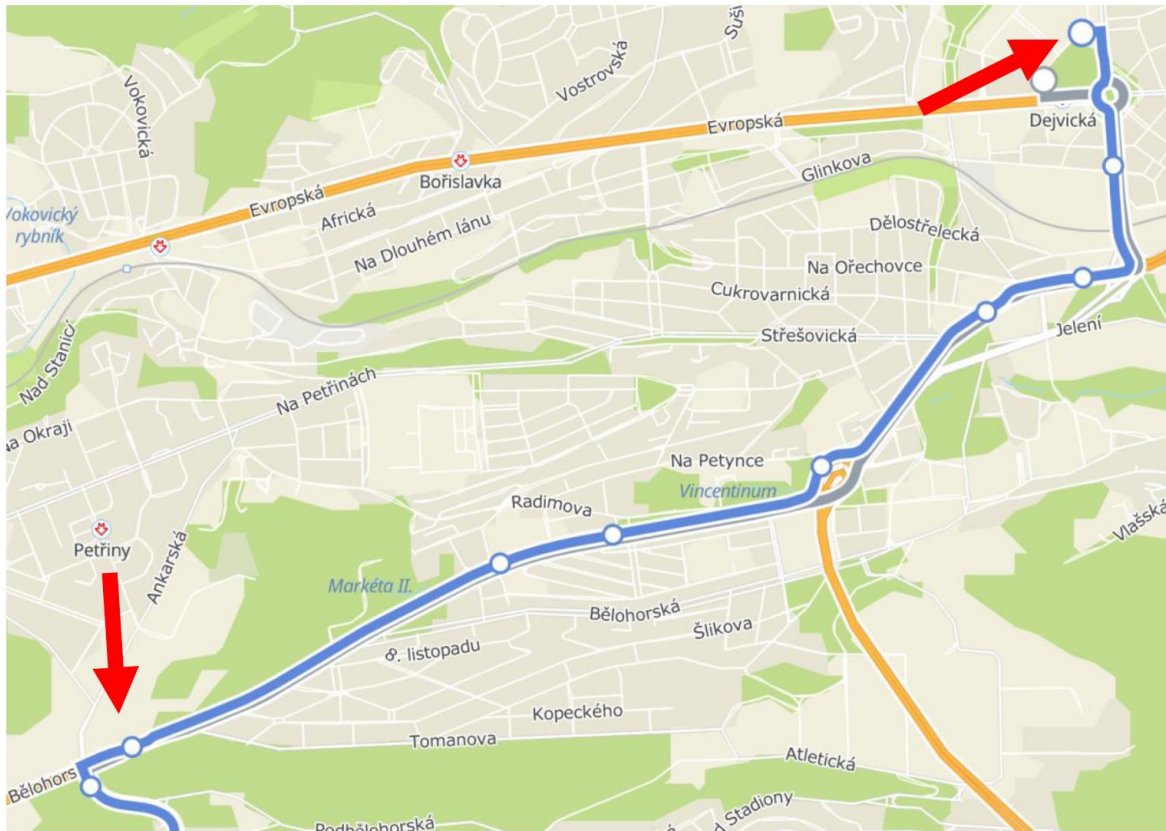 Sušic
Vostrovská
Vokovická
Evropská
Dejvická
Bořislavka
Glinkova
Evropská
Africká
Vokovický
rybník
Na Dlouhém lánu
Dělostřelecká
Na Ořechovce
Cukrovarnická
Střešovická
Jelení
Nad Stanicí
Na Petřinách
Na Okraji
Na Petynce
Vincentinum
Radimova
Vlašská
Petřiny
Ankarská
Markéta II.
Bělohorská
Šlikova
8. listopadu
Kopeckého
Tomanova
Atletická
Bělohors
Podbělohorská
d Stadiony